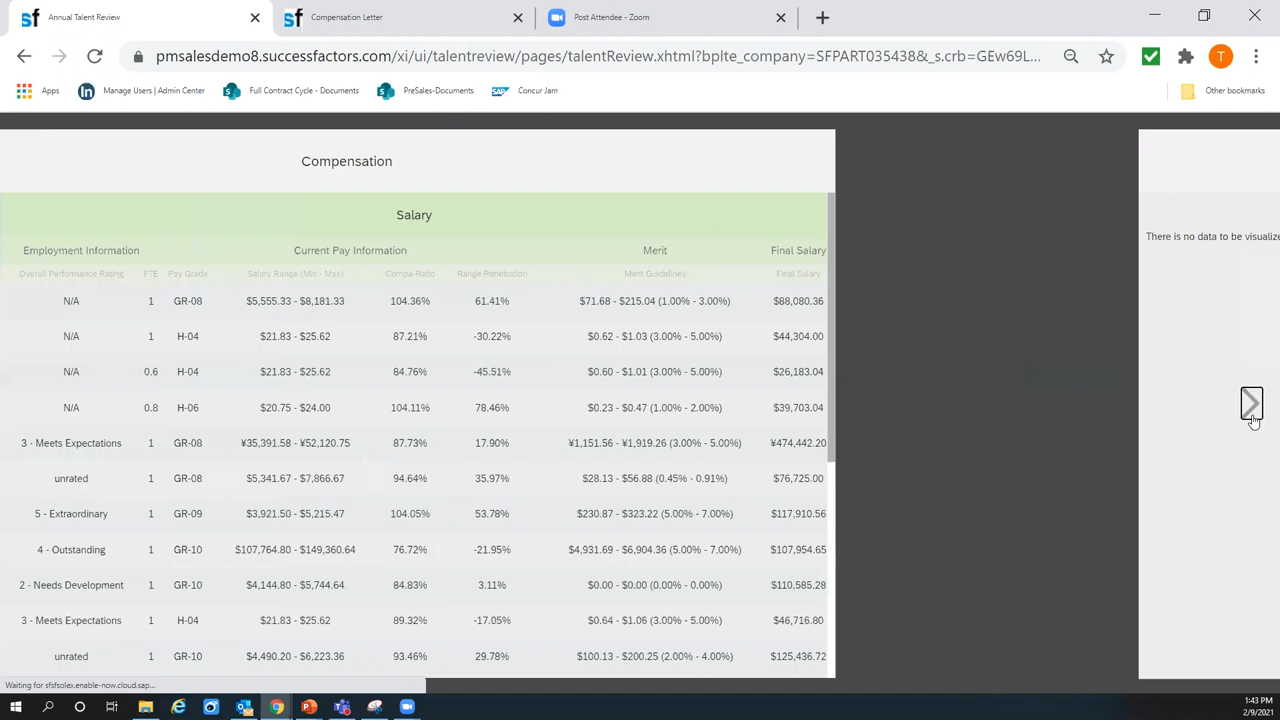 Annual Talent Review
Compensation Letter
Post Attendee - Zoom
pmsalesdemo8.successfactors.com/xi/ui/talentreview/pages/talentReview.xhtml?bplte_company=SFPART035438&_s.crb=GEw69L...
T
Apps
Manage Users | Admin Center
Full Contract Cycle - Documents
PreSales-Documents
Concur Jam
Other bookmarks
Compensation
Salary
There is no data to be visualize
Employment Information Current Pay Information Merit Final Salary
Overall Performance Rating FTE Pay Grade Salary Range (Min - Max) Compa-Ratio Range Penetration Merit Guidelines Final Salary
N/A 1 GR-08 $5,555.33 - $8,181.33 104.36% 61.41% $71.68 - $215.04 (1.00% - 3.00%) $88,080.36
N/A 1 H-04 $21.83 - $25.62 87.21% -30.22% $0.62 - $1.03 (3.00% - 5.00%) $44,304.00
N/A 0.6 H-04 $21.83 - $25.62 84.76% -45.51% $0.60 - $1.01 (3.00% - 5.00%) $26,183.04
N/A 0.8 H-06 $20.75 - $24.00 104.11% 78.46% $0.23 - $0.47 (1.00% - 2.00%) $39,703.04
3 - Meets Expectations 1 GR-08 ¥35,391.58 - ¥52,120.75 87.73% 17.90% ¥1,151.56 - ¥1,919.26 (3.00% - 5.00%) ¥474,442.20
unrated 1 GR-08 $5,341.67 - $7,866.67 94.64% 35.97% $28.13 - $56.88 (0.45% - 0.91%) $76,725.00
5 - Extraordinary 1 GR-09 $3,921.50 - $5,215.47 104.05% 53.78% $230.87 - $323.22 (5.00% - 7.00%) $117,910.56
4 - Outstanding 1 GR-10 $107,764.80 - $149,360.64 76.72% -21.95% $4,931.69 - $6,904.36 (5.00% - 7.00%) $107,954.65
2 - Needs Development 1 GR-10 $4,144.80 - $5,744.64 84.83% 3.11% $0.00 - $0.00 (0.00% - 0.00%) $110,585.28
3 - Meets Expectations 1 H-04 $21.83 - $25.62 89.32% -17.05% $0.64 - $1.06 (3.00% - 5.00%) $46,716.80
unrated 1 GR-10 $4,490.20 - $6,223.36 93.46% 29.78% $100.13 - $200.25 (2.00% - 4.00%) $125,436.72
Waiting for sfsfsolex.enable-now.cloud.sap...
1:43 PM
2/9/2021